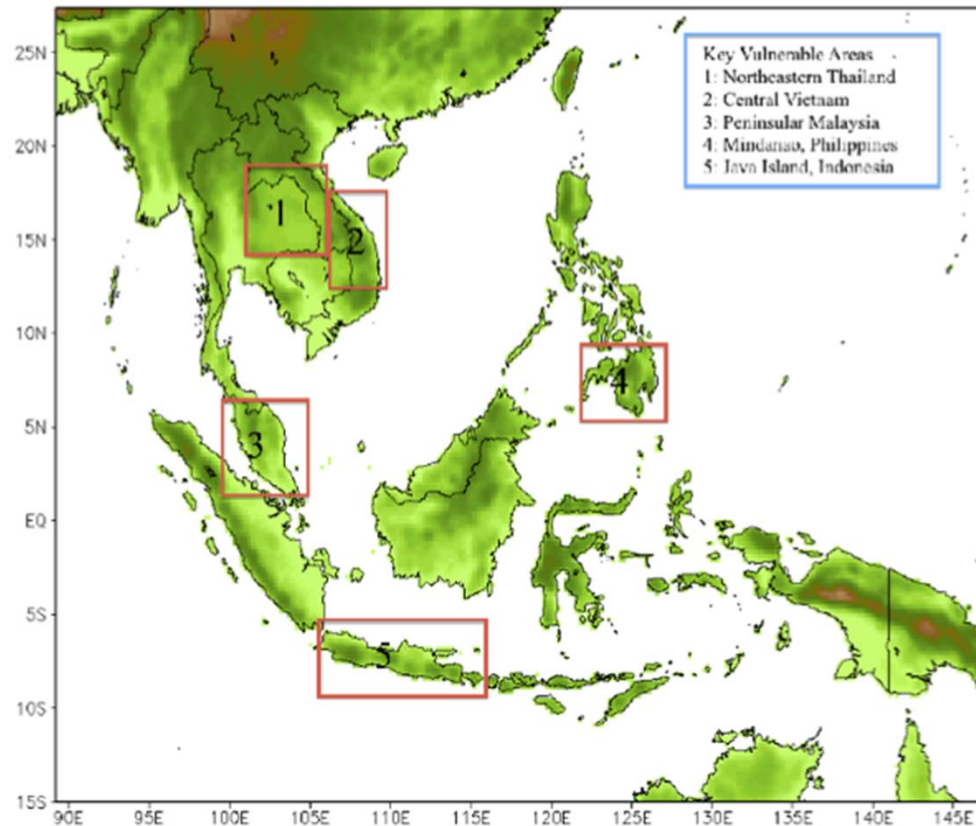 25N
Key Vulnerable Areas
1: Northeastern Thailand
2: Central Vietnam
3: Peninsular Malaysia
4: Mindanao, Philippines
5: Java Island, Indonesia
20N
1
15N
2
10N
4
5N
3
EQ
5S
5
10S
15S
90E 95E 100E 105E 110E 115E 120E 125E 130E 135E 140E 145E